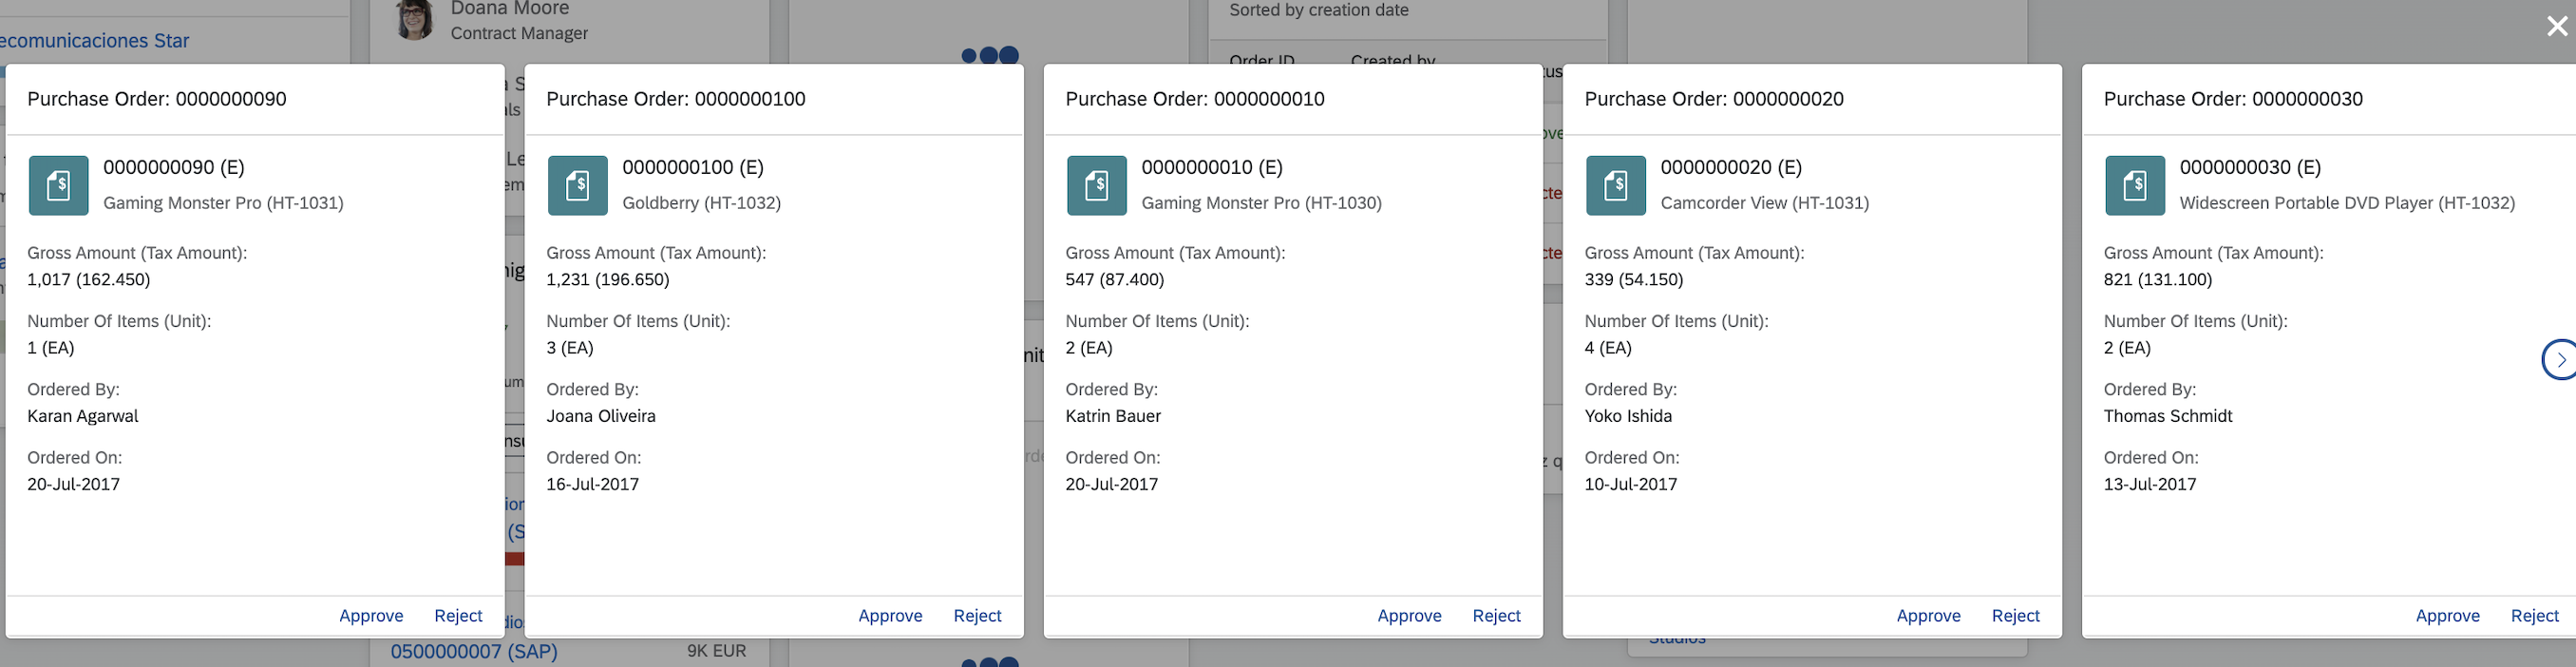 Doana Moore
Contract Manager
ecomunicaciones Star
Sorted by creation date
Order ID
Created by
Purchase Order: 0000000090
0000000090 (E)
Gaming Monster Pro (HT-1031)
Gross Amount (Tax Amount):
1,017 (162.450)
Number Of Items (Unit):
1 (EA)
Ordered By:
Karan Agarwal
Ordered On:
20-Jul-2017
Approve
Reject
Purchase Order: 0000000100
0000000100 (E)
Goldberry (HT-1032)
Gross Amount (Tax Amount):
1,231 (196.650)
Number Of Items (Unit):
3 (EA)
Ordered By:
Joana Oliveira
Ordered On:
16-Jul-2017
Approve
Reject
Purchase Order: 0000000010
0000000010 (E)
Gaming Monster Pro (HT-1030)
Gross Amount (Tax Amount):
547 (87.400)
Number Of Items (Unit):
2 (EA)
Ordered By:
Katrin Bauer
Ordered On:
20-Jul-2017
Approve
Reject
Purchase Order: 0000000020
0000000020 (E)
Camcorder View (HT-1031)
Gross Amount (Tax Amount):
339 (54.150)
Number Of Items (Unit):
4 (EA)
Ordered By:
Yoko Ishida
Ordered On:
10-Jul-2017
Approve
Reject
Purchase Order: 0000000030
0000000030 (E)
Widescreen Portable DVD Player (HT-1032)
Gross Amount (Tax Amount):
821 (131.100)
Number Of Items (Unit):
2 (EA)
Ordered By:
Thomas Schmidt
Ordered On:
13-Jul-2017
Approve
Reject
0500000007 (SAP)
9K EUR
Studios